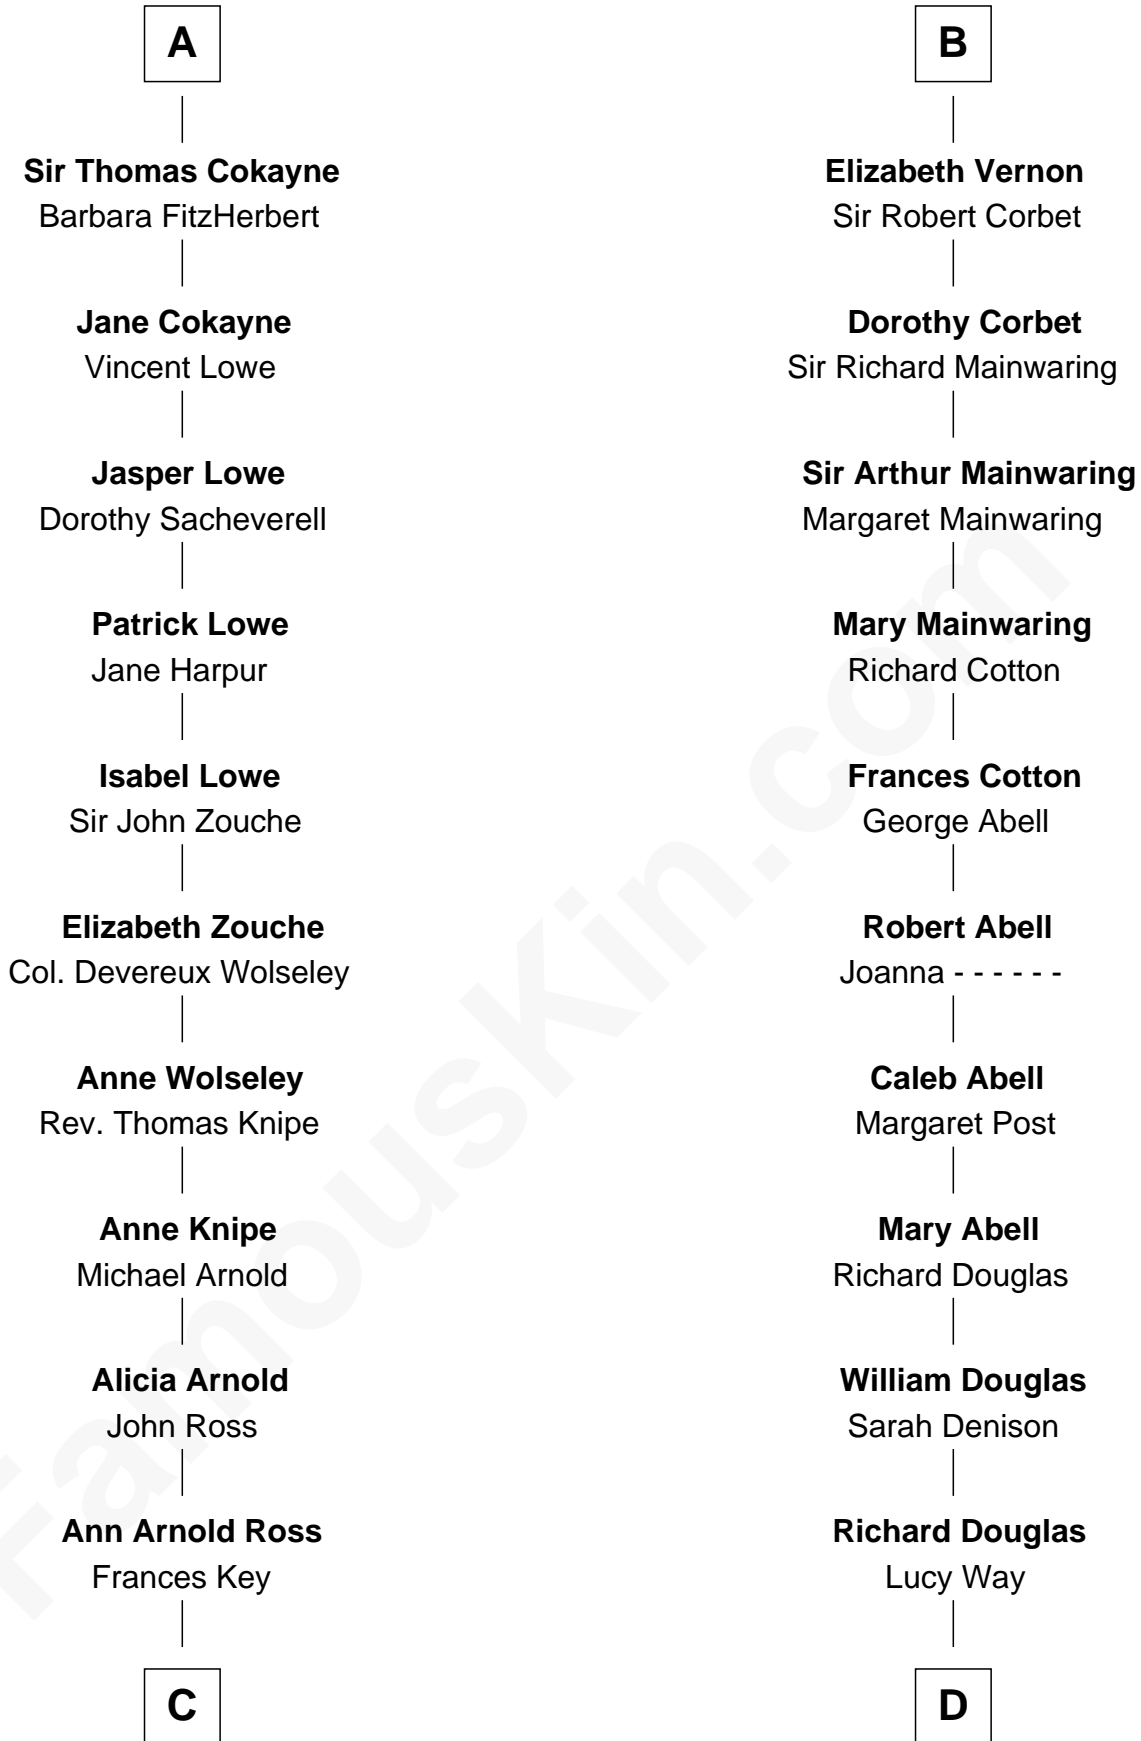 A
Sir Thomas Cokayne
Barbara FitzHerbert
Jane Cokayne
Vincent Lowe
Jasper Lowe
Dorothy Sacheverell
Patrick Lowe
Jane Harpur
Isabel Lowe
Sir John Zouche
Elizabeth Zouche
Col. Devereux Wolseley
Anne Wolseley
Rev. Thomas Knipe
Anne Knipe
Michael Arnold
Alicia Arnold
John Ross
Ann Arnold Ross
Frances Key
C
B
Elizabeth Vernon
Sir Robert Corbet
Dorothy Corbet
Sir Richard Mainwaring
Sir Arthur Mainwaring
Margaret Mainwaring
Mary Mainwaring
Richard Cotton
Frances Cotton
George Abell
Robert Abell
Joanna - - - - - -
Caleb Abell
Margaret Post
Mary Abell
Richard Douglas
William Douglas
Sarah Denison
Richard Douglas
Lucy Way
D
FamousKin.com